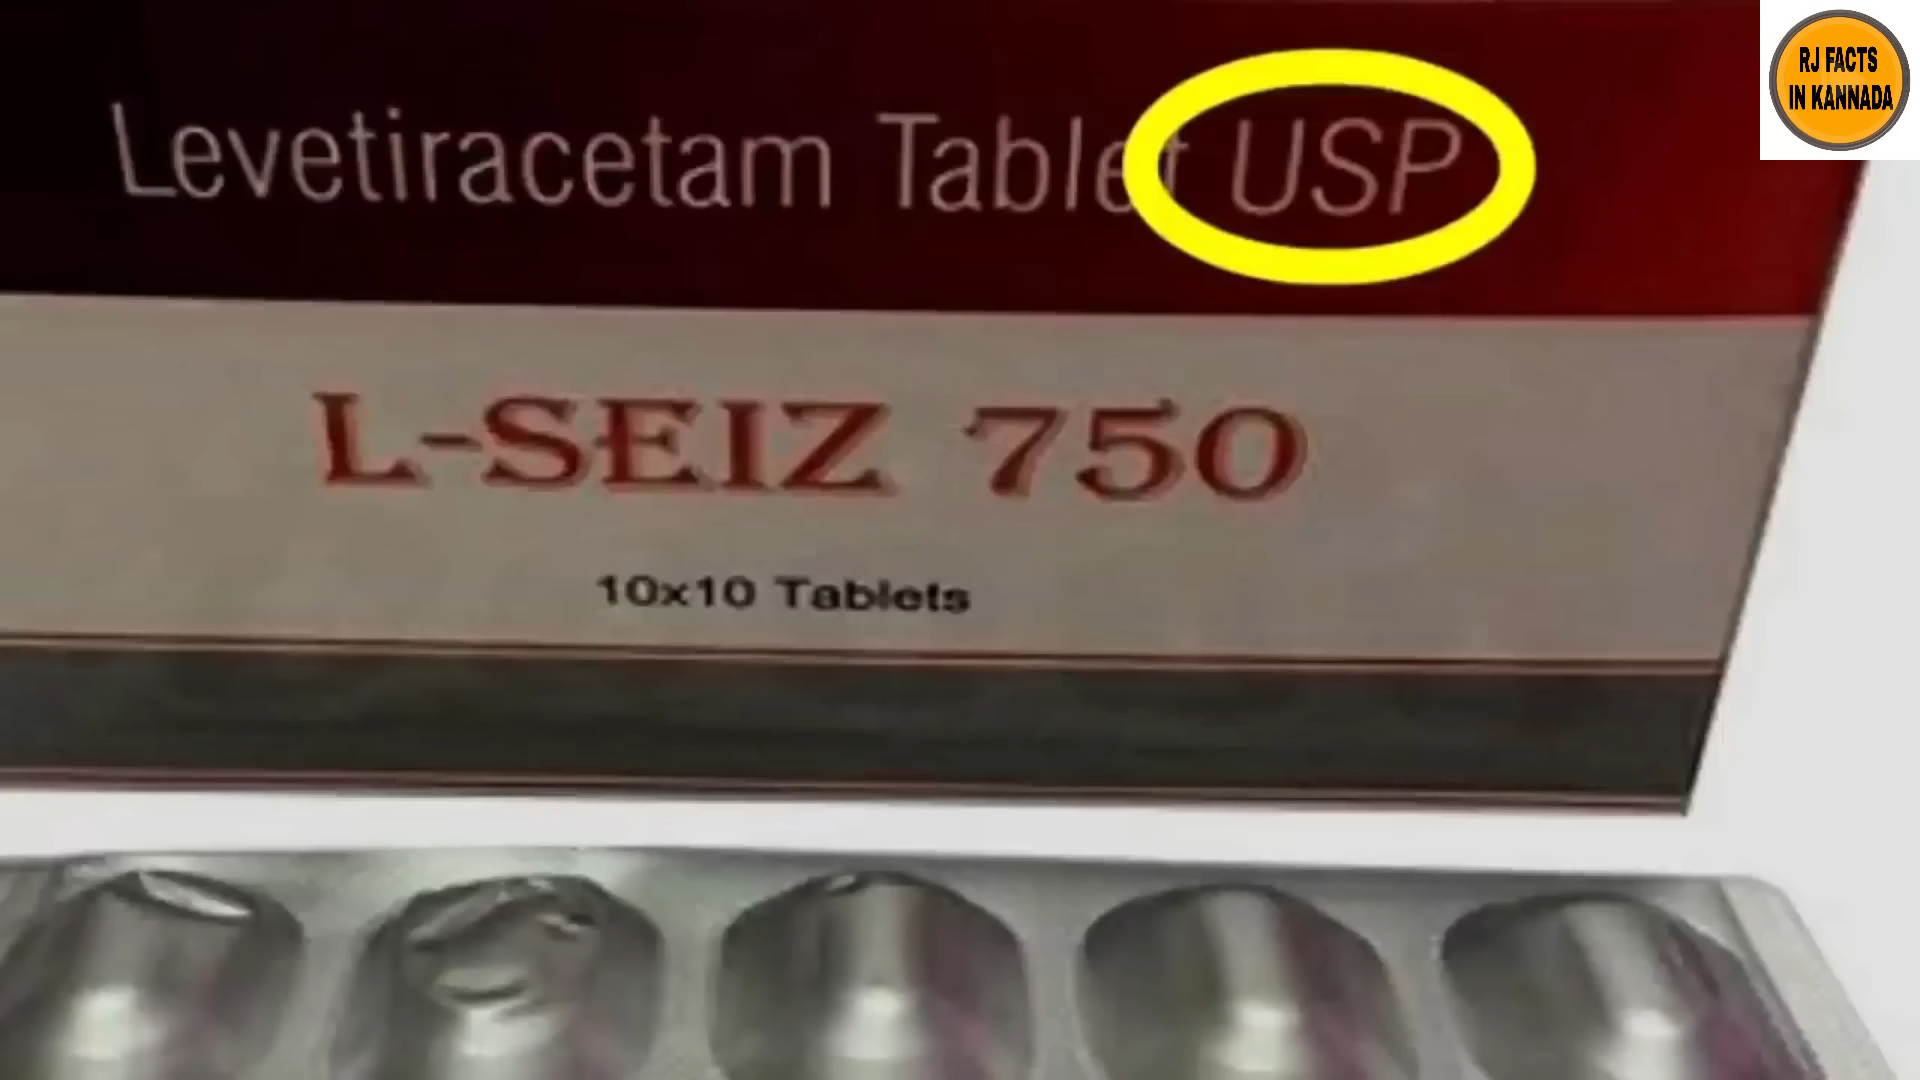 RJ FACTS
IN KANNADA
Levetiracetam Tablet USP
L-SEIZ 750
10x10 Tablets